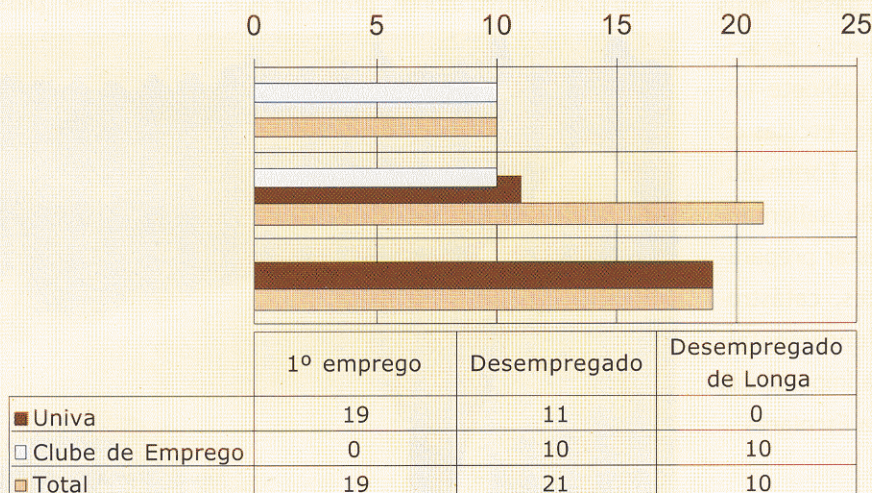 0 5 10 15 20 25
1º emprego Desempregado Desempregado de Longa
Univa 19 11 0
Clube de Emprego 0 10 10
Total 19 21 10